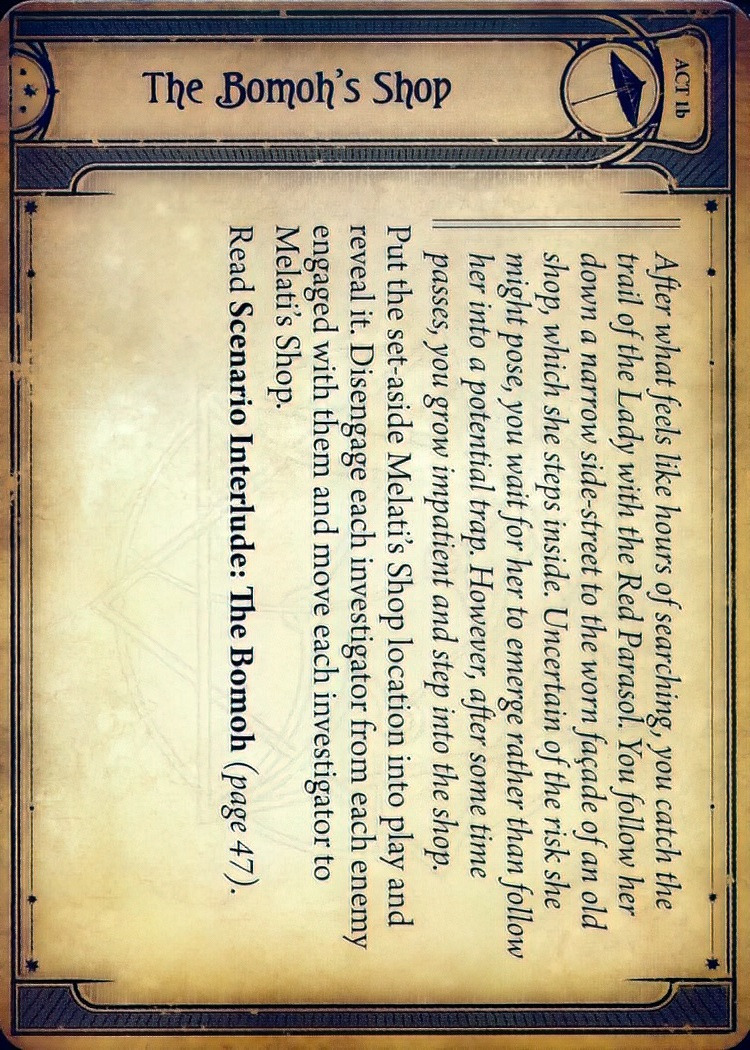 ACT 1b
The Bomoh's Shop
After what feels like hours of searching, you catch the
trail of the Lady with the Red Parasol. You follow her
down a narrow side-street to the worn façade of an old
shop, which she steps inside. Uncertain of the risk she
might pose, you wait for her to emerge rather than follow
her into a potential trap. However, after some time
passes, you grow impatient and step into the shop.
Put the set-aside Melati's Shop location into play and
reveal it. Disengage each investigator from each enemy
engaged with them and move each investigator to
Melati's Shop.
Read Scenario Interlude: The Bomoh (page 47).